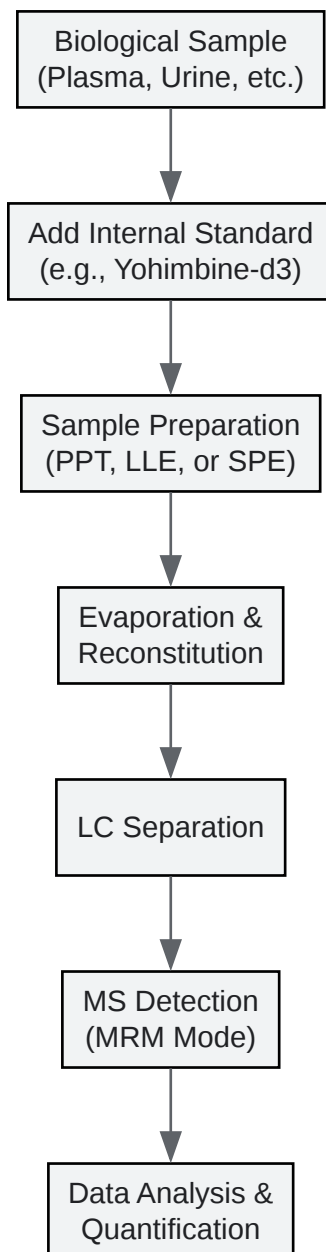 Biological Sample
(Plasma, Urine, etc.)
Add Internal Standard
(e.g., Yohimbine-d3)
Sample Preparation
(PPT, LLE, or SPE)
Evaporation &
Reconstitution
LC Separation
MS Detection
(MRM Mode)
Data Analysis &
Quantification